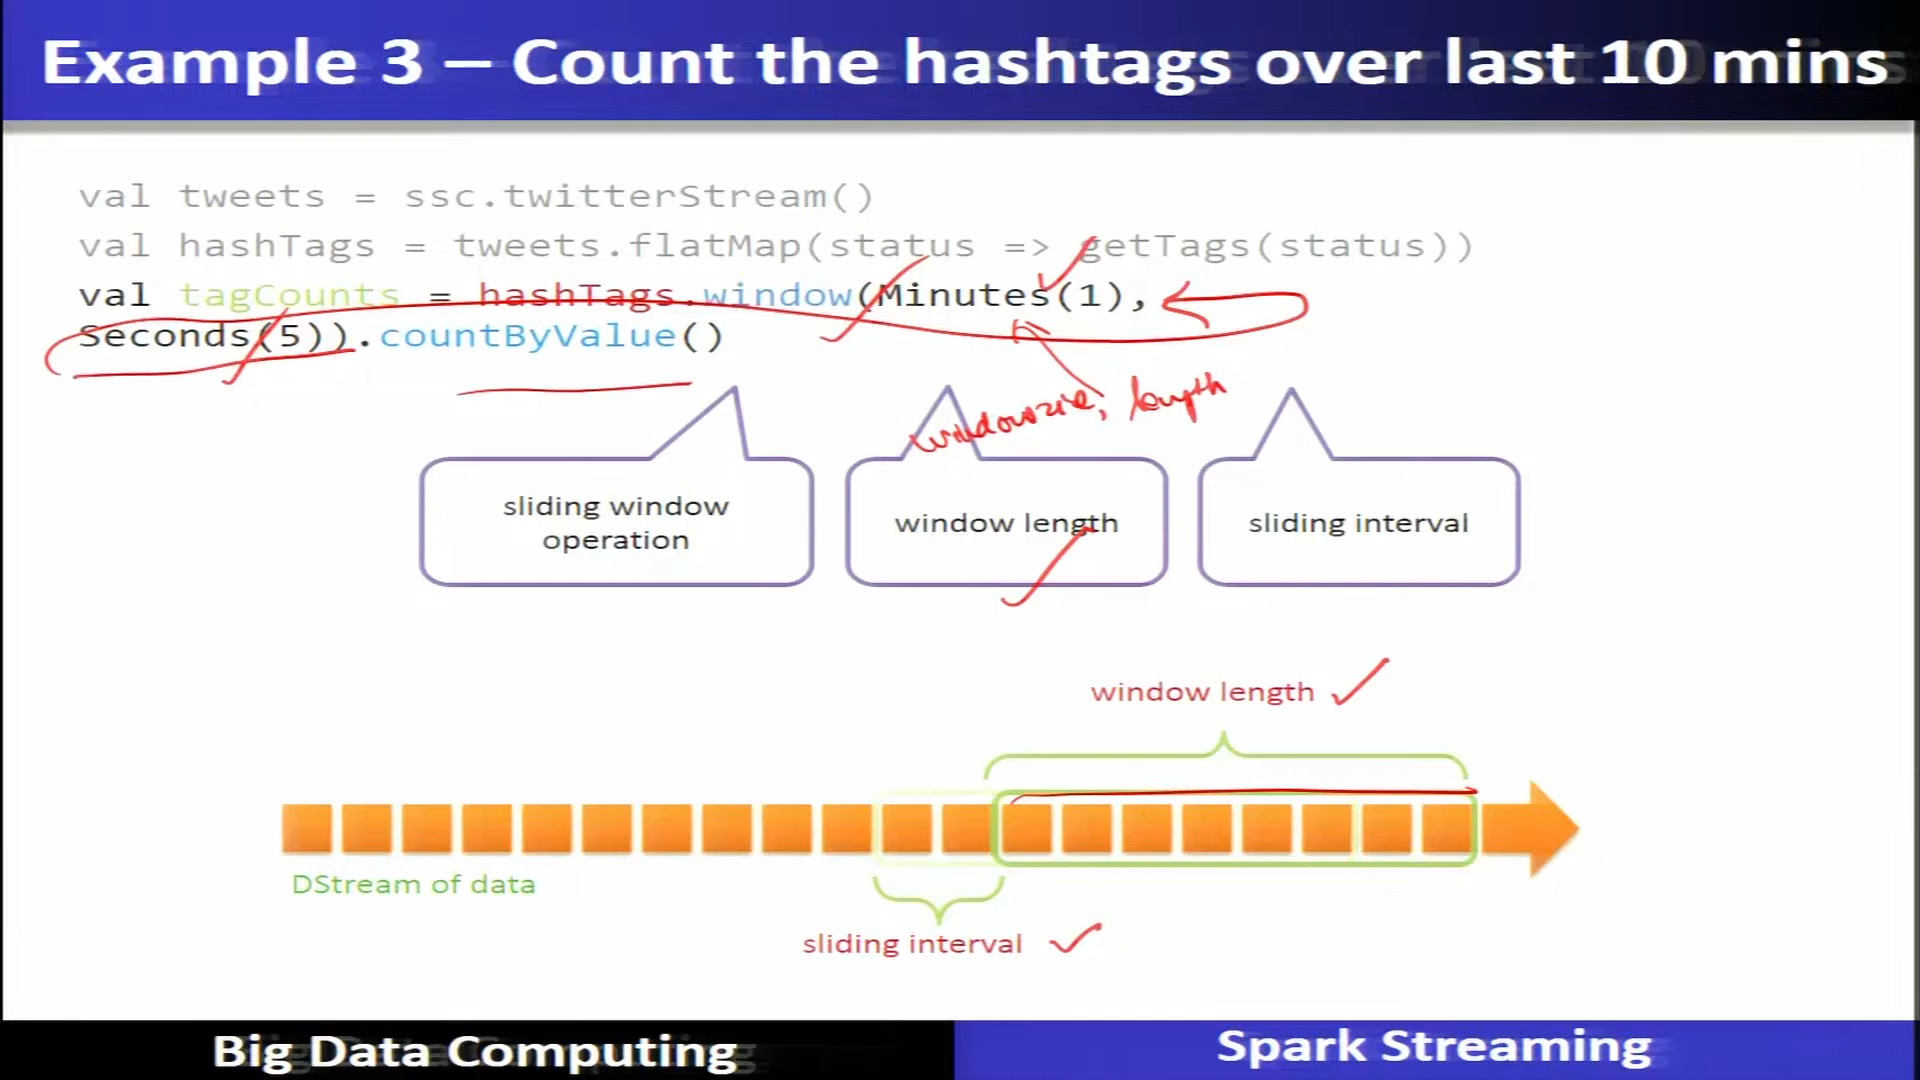 Example 3 – Count the hashtags over last 10 mins
val tweets = ssc.twitterStream()
val hashTags = tweets.flatMap(status => getTags(status))
val tagCounts = hashTags.window(Minutes(1),
Seconds(5)).countByValue()
windowsize, length
sliding window
operation
window length
sliding interval
window length
DStream of data
sliding interval
Big Data Computing
Spark Streaming